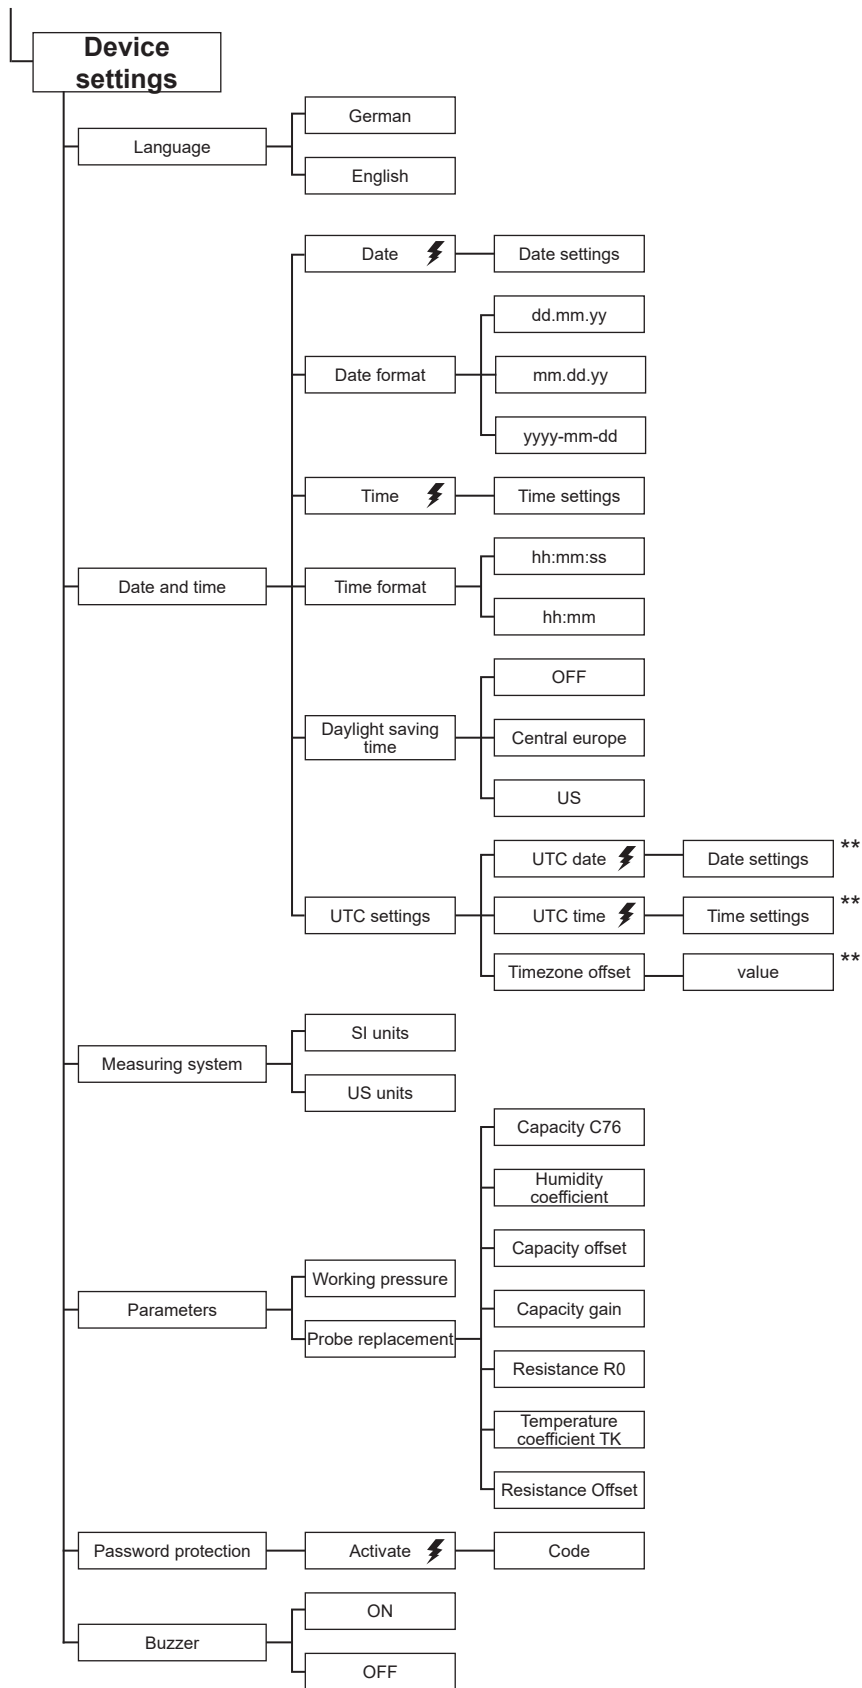 Device
settings
Language
German
English
Date
Date settings
Date format
dd.mm.yy
mm.dd.yy
yyyy-mm-dd
Time
Time settings
Date and time
Time format
hh:mm:ss
hh:mm
Daylight saving
time
OFF
Central europe
US
UTC settings
UTC date
Date settings
**
UTC time
Time settings
**
Timezone offset
value
**
Measuring system
SI units
US units
Parameters
Working pressure
Probe replacement
Capacity C76
Humidity
coefficient
Capacity offset
Capacity gain
Resistance R0
Temperature
coefficient TK
Resistance Offset
Password protection
Activate
Code
Buzzer
ON
OFF